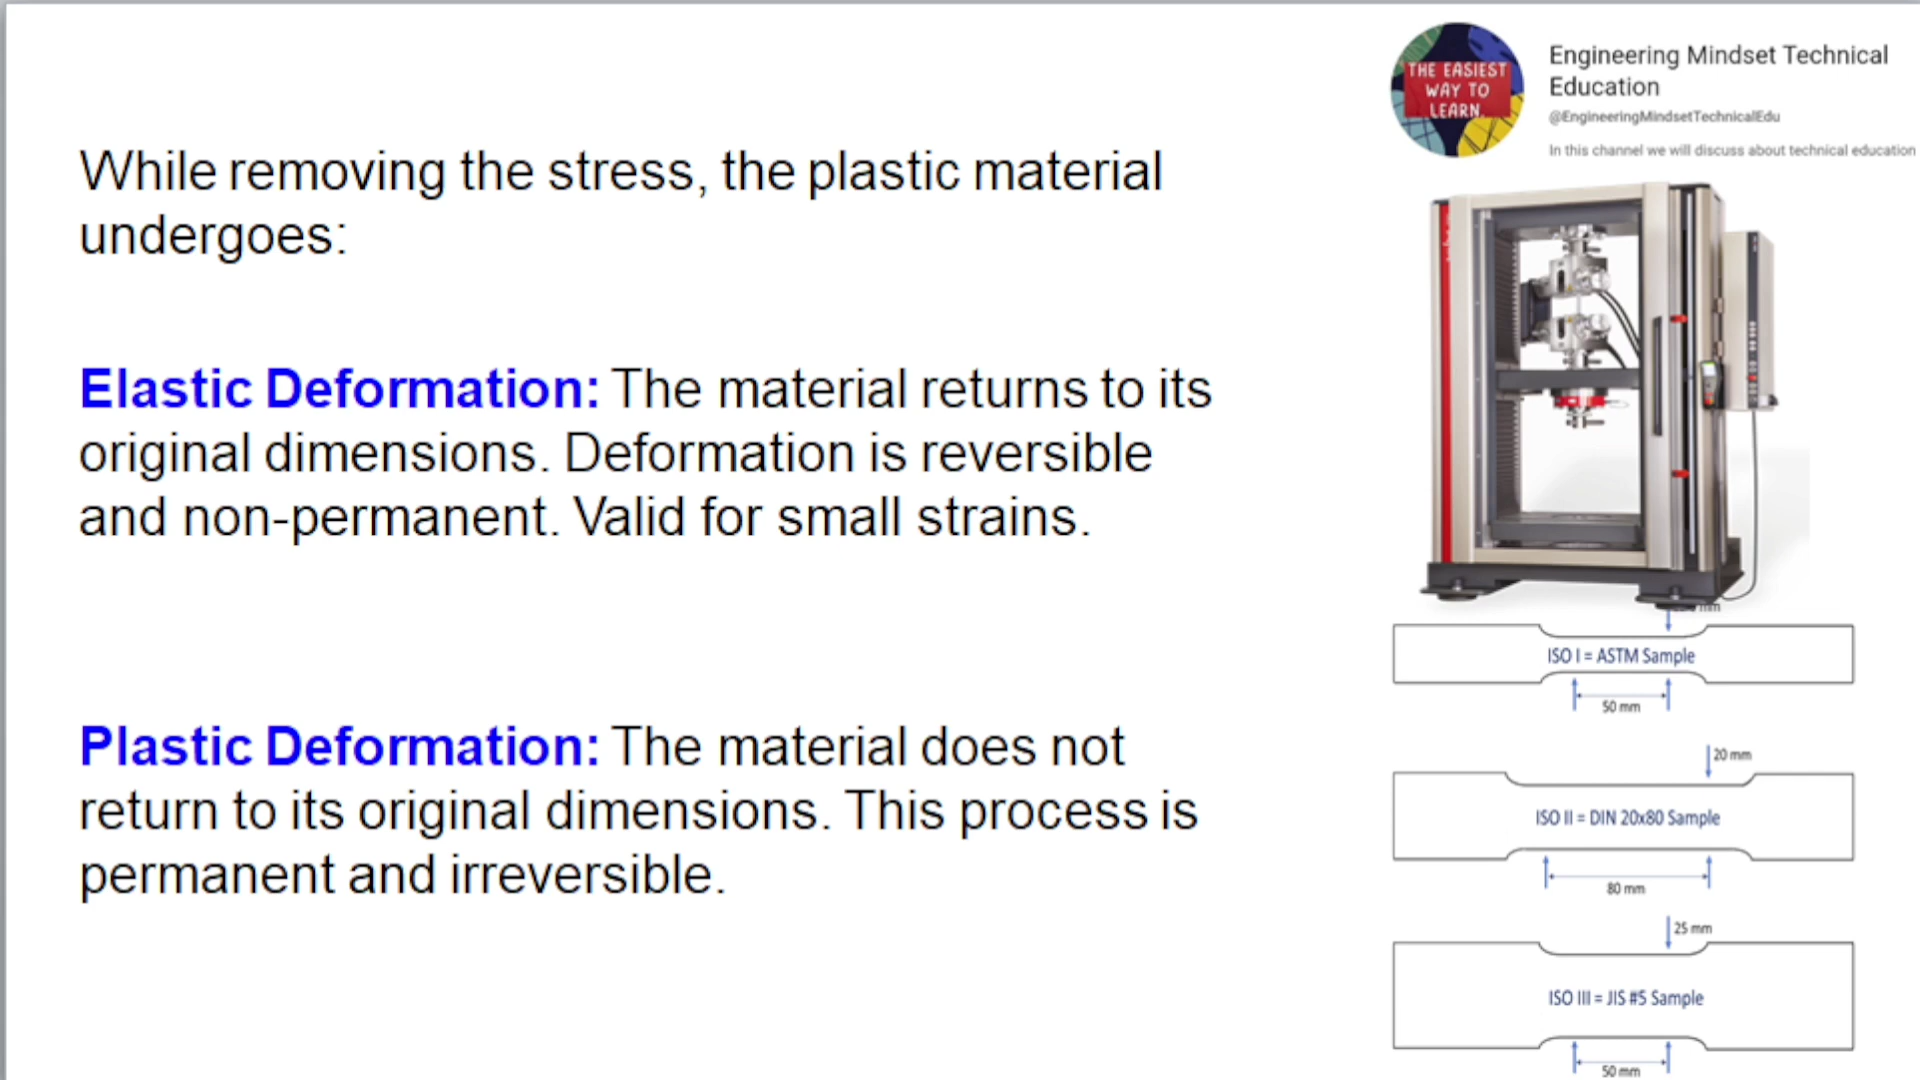 THE EASIEST
WAY TO
LEARN.
Engineering Mindset Technical
Education
@EngineeringMindsetTechnicalEdu
In this channel we will discuss about technical education
While removing the stress, the plastic material
undergoes:
Elastic Deformation: The material returns to its
original dimensions. Deformation is reversible
and non-permanent. Valid for small strains.
Plastic Deformation: The material does not
return to its original dimensions. This process is
permanent and irreversible.
mm
ISO I = ASTM Sample
50 mm
20 mm
ISO II = DIN 20x80 Sample
80 mm
25 mm
ISO III = JIS #5 Sample
50 mm